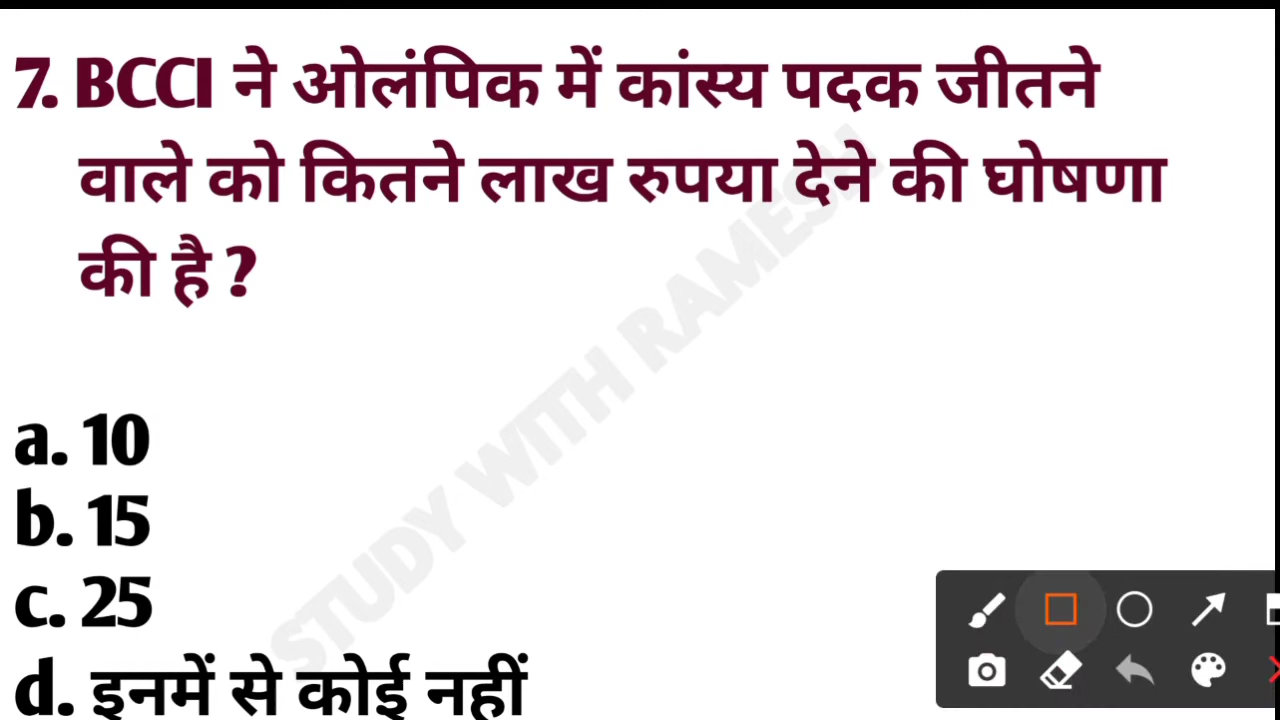 7. BCCI ने ओलंपिक में कांस्य पदक जीतने
वाले को कितने लाख रुपया देने की घोषणा
की है ?
a. 10
b. 15
c. 25
d. इनमें से कोई नहीं
STUDY WITH RAMESH